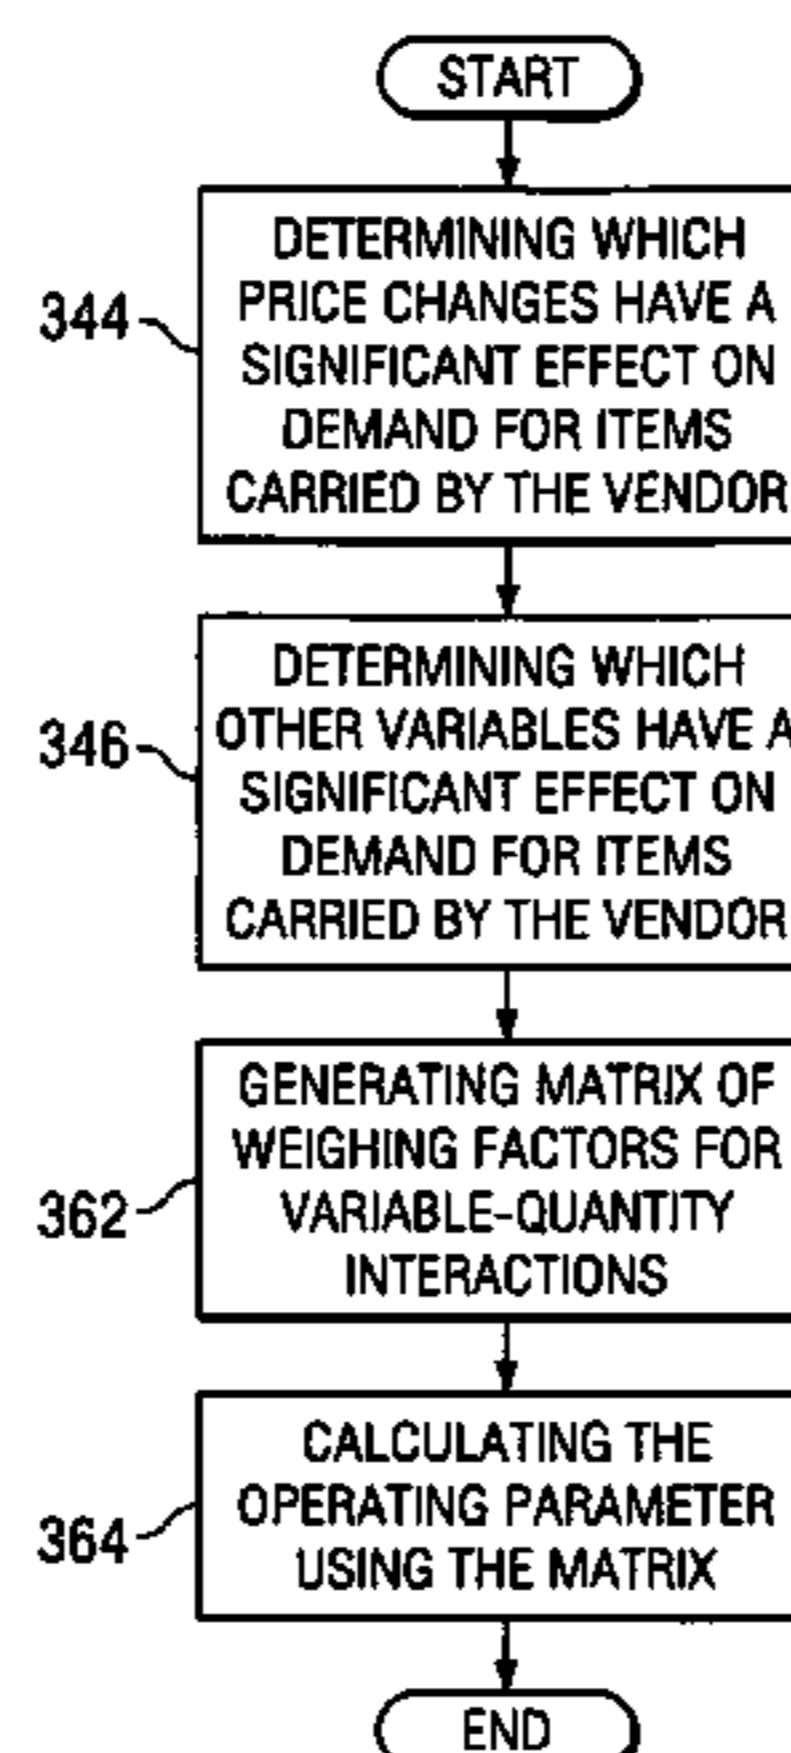 START
344
DETERMINING WHICH
PRICE CHANGES HAVE A
SIGNIFICANT EFFECT ON
DEMAND FOR ITEMS
CARRIED BY THE VENDOR
346
DETERMINING WHICH
OTHER VARIABLES HAVE A
SIGNIFICANT EFFECT ON
DEMAND FOR ITEMS
CARRIED BY THE VENDOR
362
GENERATING MATRIX OF
WEIGHING FACTORS FOR
VARIABLE-QUANTITY
INTERACTIONS
364
CALCULATING THE
OPERATING PARAMETER
USING THE MATRIX
END